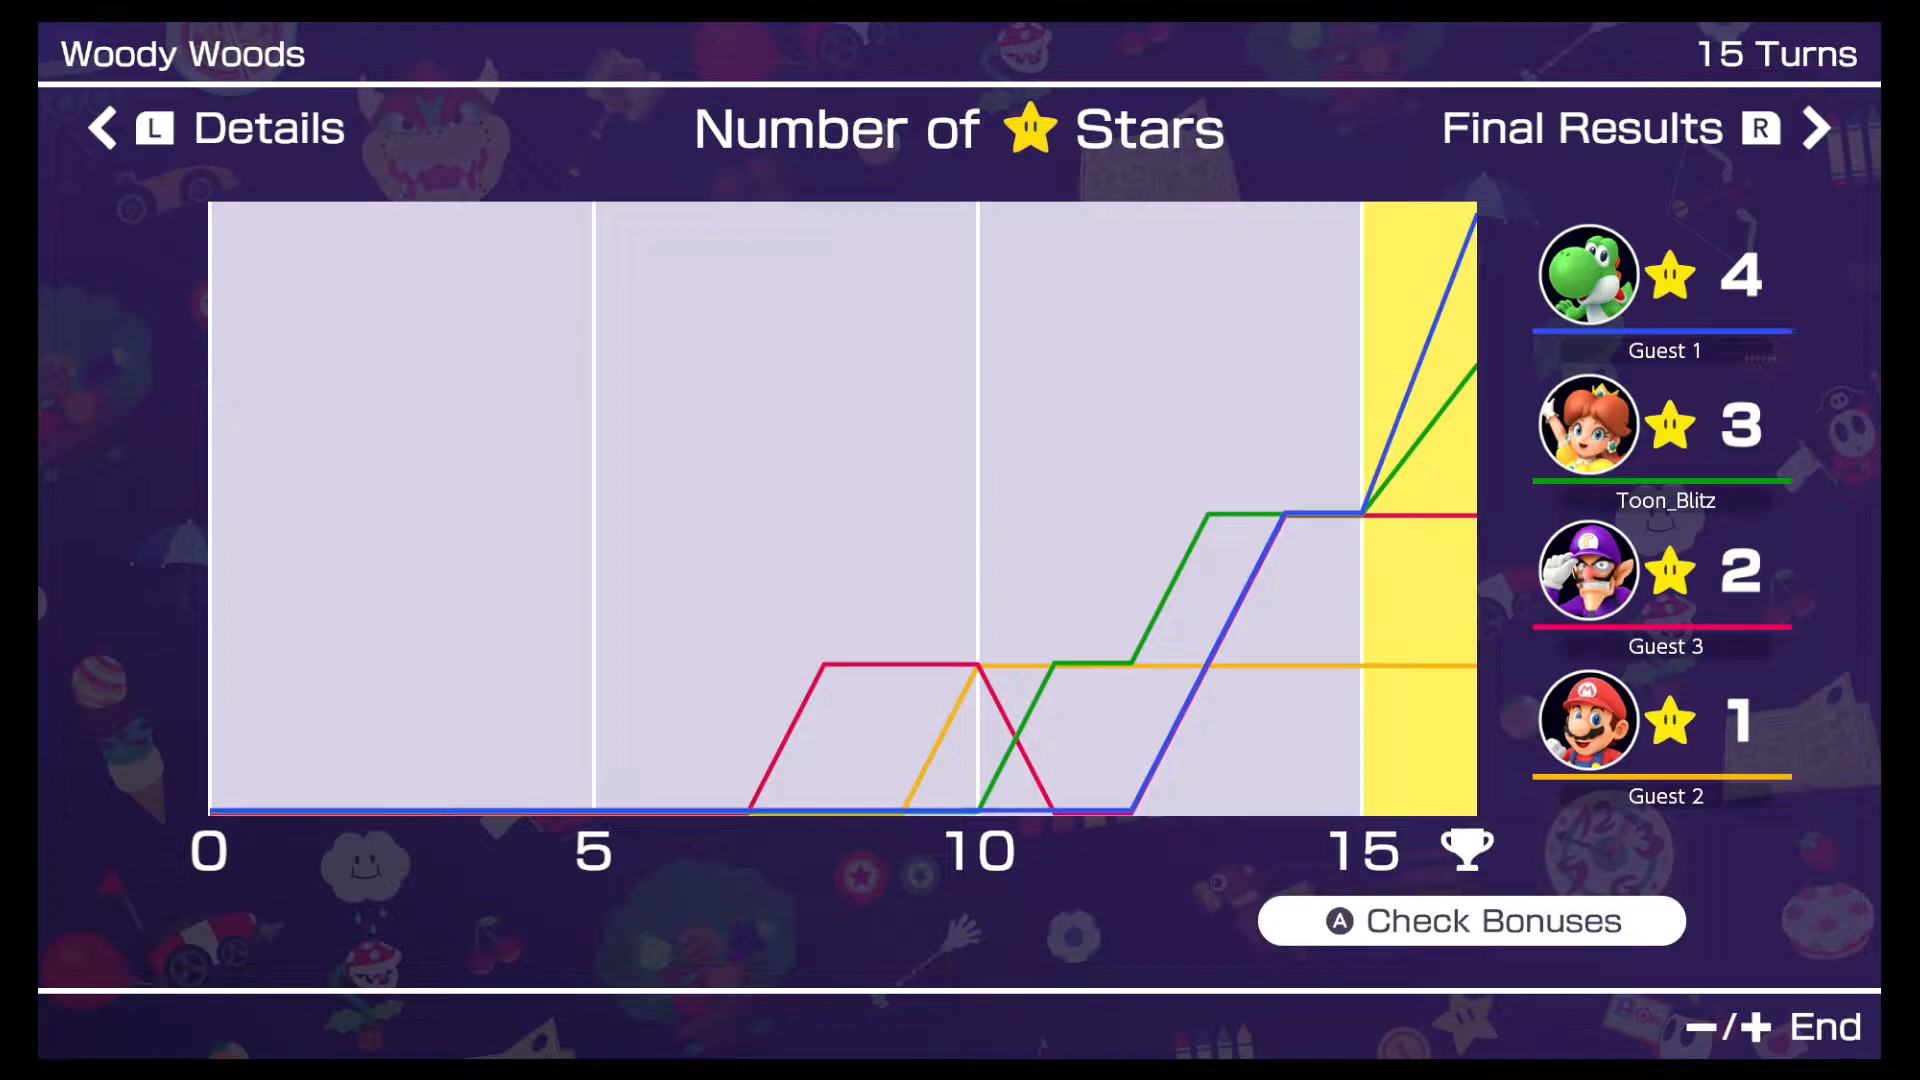 Woody Woods
15 Turns
L Details
Number of Stars
Final Results R
4
Guest 1
3
Toon_Blitz
2
Guest 3
1
Guest 2
0 5 10 15
A Check Bonuses
−/+ End